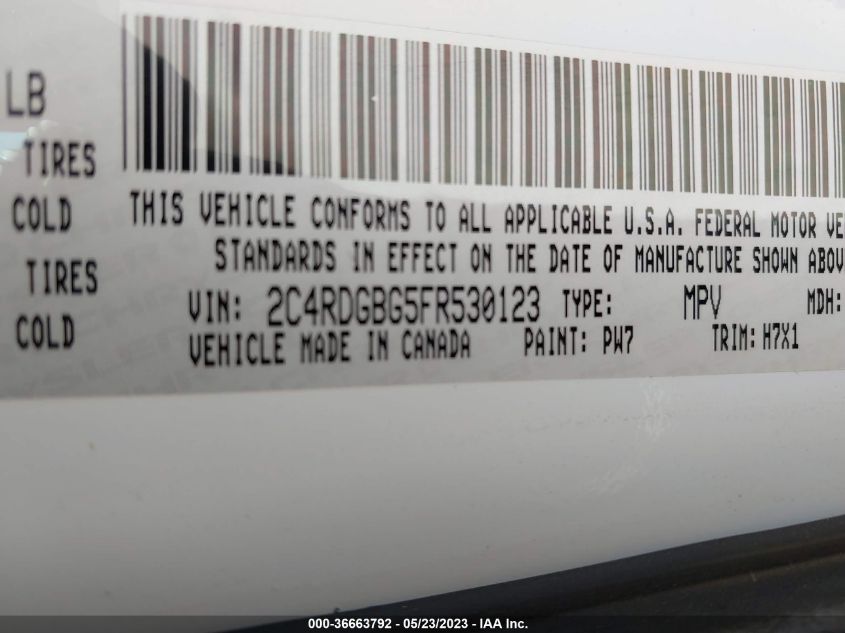 LB
TIRES
COLD
TIRES
COLD
THIS VEHICLE CONFORMS TO ALL APPLICABLE U.S.A. FEDERAL MOTOR VE
STANDARDS IN EFFECT ON THE DATE OF MANUFACTURE SHOWN ABOV
VIN: 2C4RDGBG5FR530123 TYPE: MPV MDH:
VEHICLE MADE IN CANADA PAINT: PW7 TRIM: H7X1
000-36663792 - 05/23/2023 - IAA Inc.